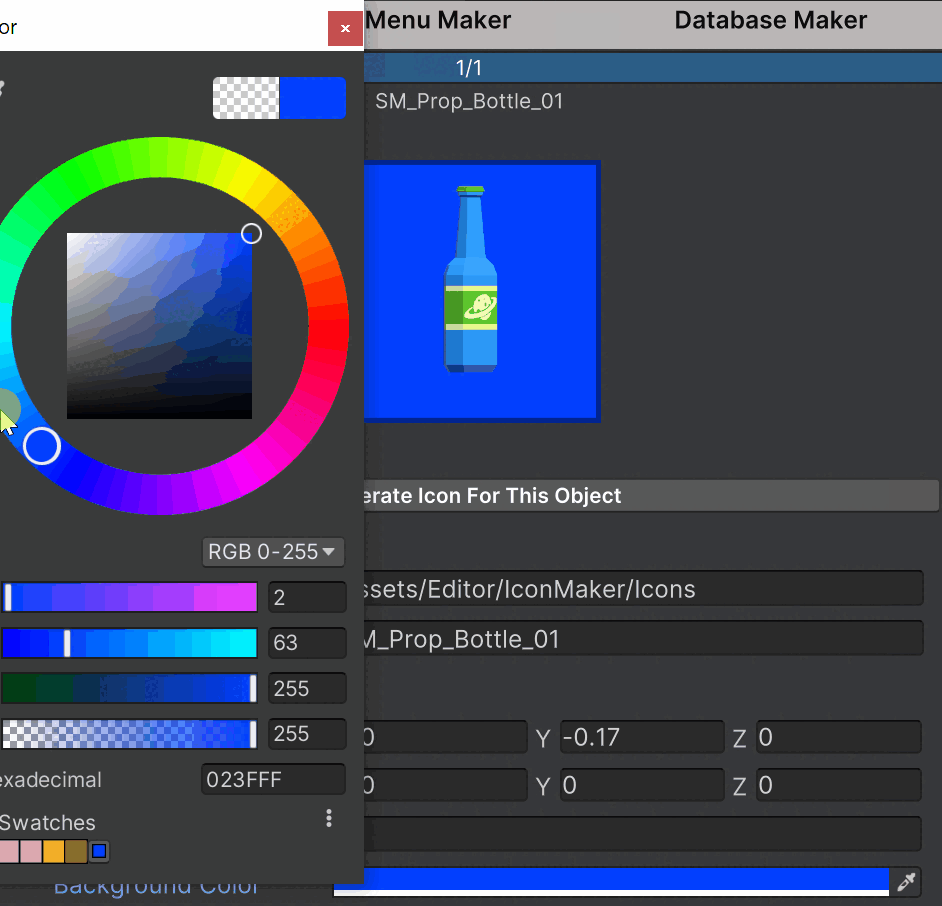 or
Menu Maker
Database Maker
1/1
SM_Prop_Bottle_01
erate Icon For This Object
RGB 0-255
2
63
255
255
exadecimal
023FFF
Swatches
ssets/Editor/IconMaker/Icons
M_Prop_Bottle_01
0
Y -0.17
Z 0
0
Y 0
Z 0
Background Color